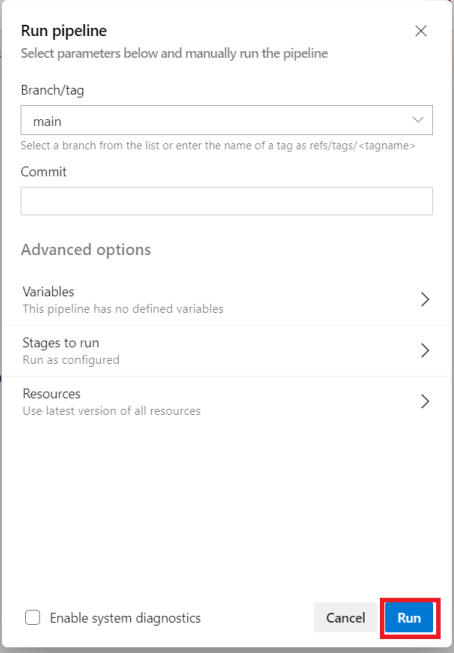 Run pipeline
Select parameters below and manually run the pipeline
Branch/tag
main
Select a branch from the list or enter the name of a tag as refs/tags/<tagname>
Commit
Advanced options
Variables
This pipeline has no defined variables
Stages to run
Run as configured
Resources
Use latest version of all resources
Enable system diagnostics
Cancel
Run